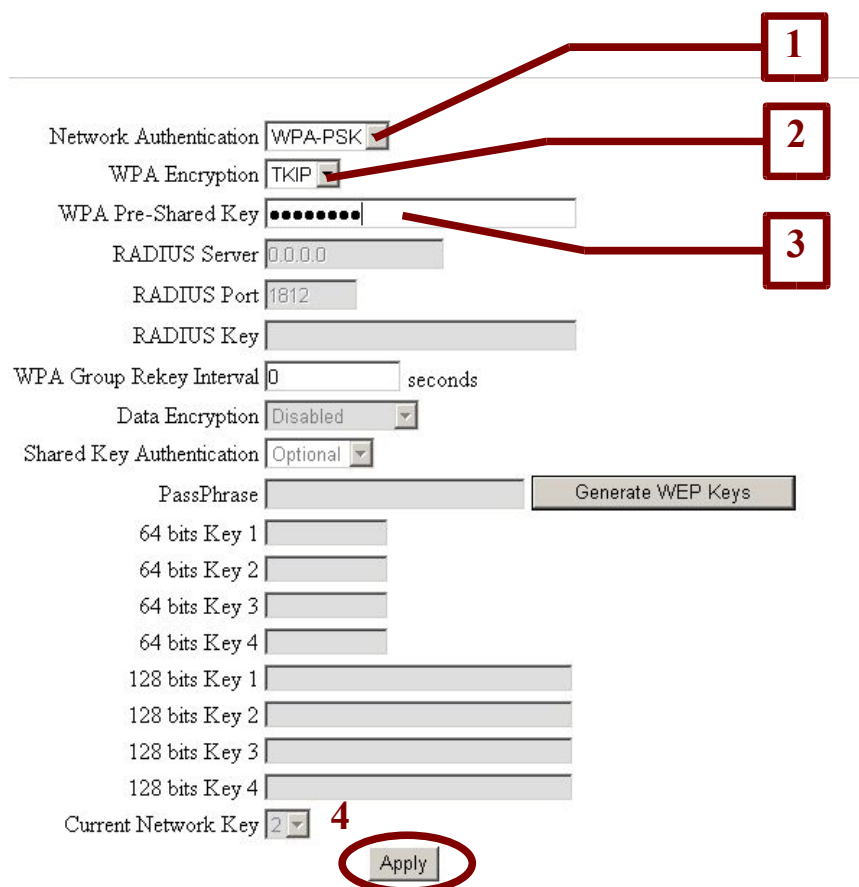 1
Network Authentication WPA-PSK
2
WPA Encryption TKIP
WPA Pre-Shared Key ●●●●●●●●
3
RADIUS Server 0.0.0.0
RADIUS Port 1812
RADIUS Key
WPA Group Rekey Interval 0 seconds
Data Encryption Disabled
Shared Key Authentication Optional
PassPhrase Generate WEP Keys
64 bits Key 1
64 bits Key 2
64 bits Key 3
64 bits Key 4
128 bits Key 1
128 bits Key 2
128 bits Key 3
128 bits Key 4
Current Network Key 2 4
Apply